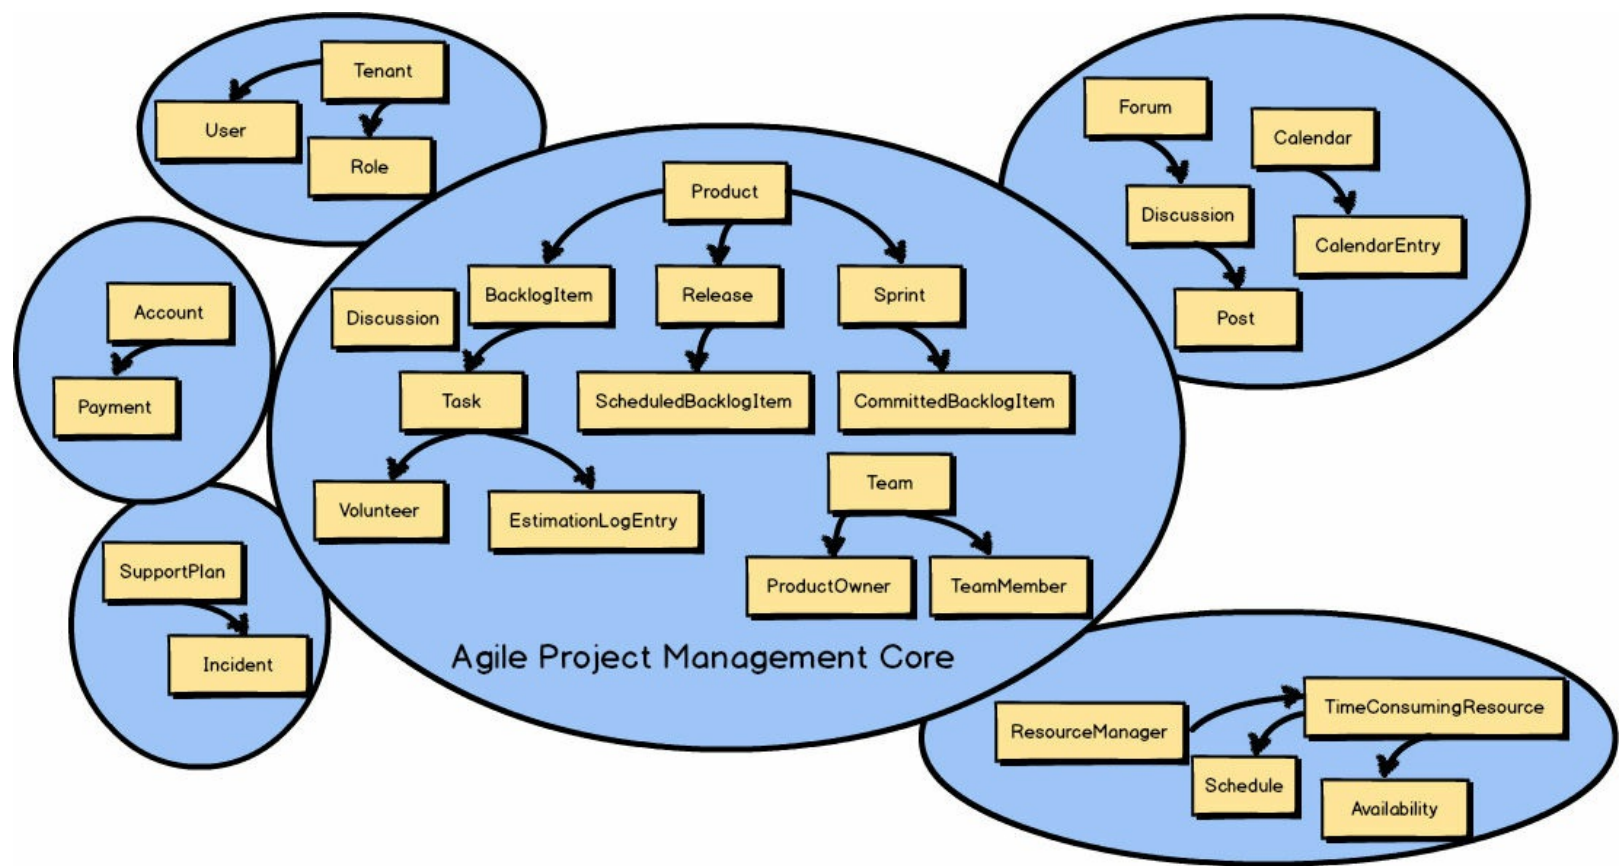 Tenant
User
Role
Forum
Calendar
Discussion
CalendarEntry
Post
Product
BacklogItem
Release
Sprint
Discussion
Task
ScheduledBacklogItem
CommittedBacklogItem
Volunteer
EstimationLogEntry
Team
ProductOwner
TeamMember
Agile Project Management Core
Account
Payment
SupportPlan
Incident
ResourceManager
TimeConsumingResource
Schedule
Availability